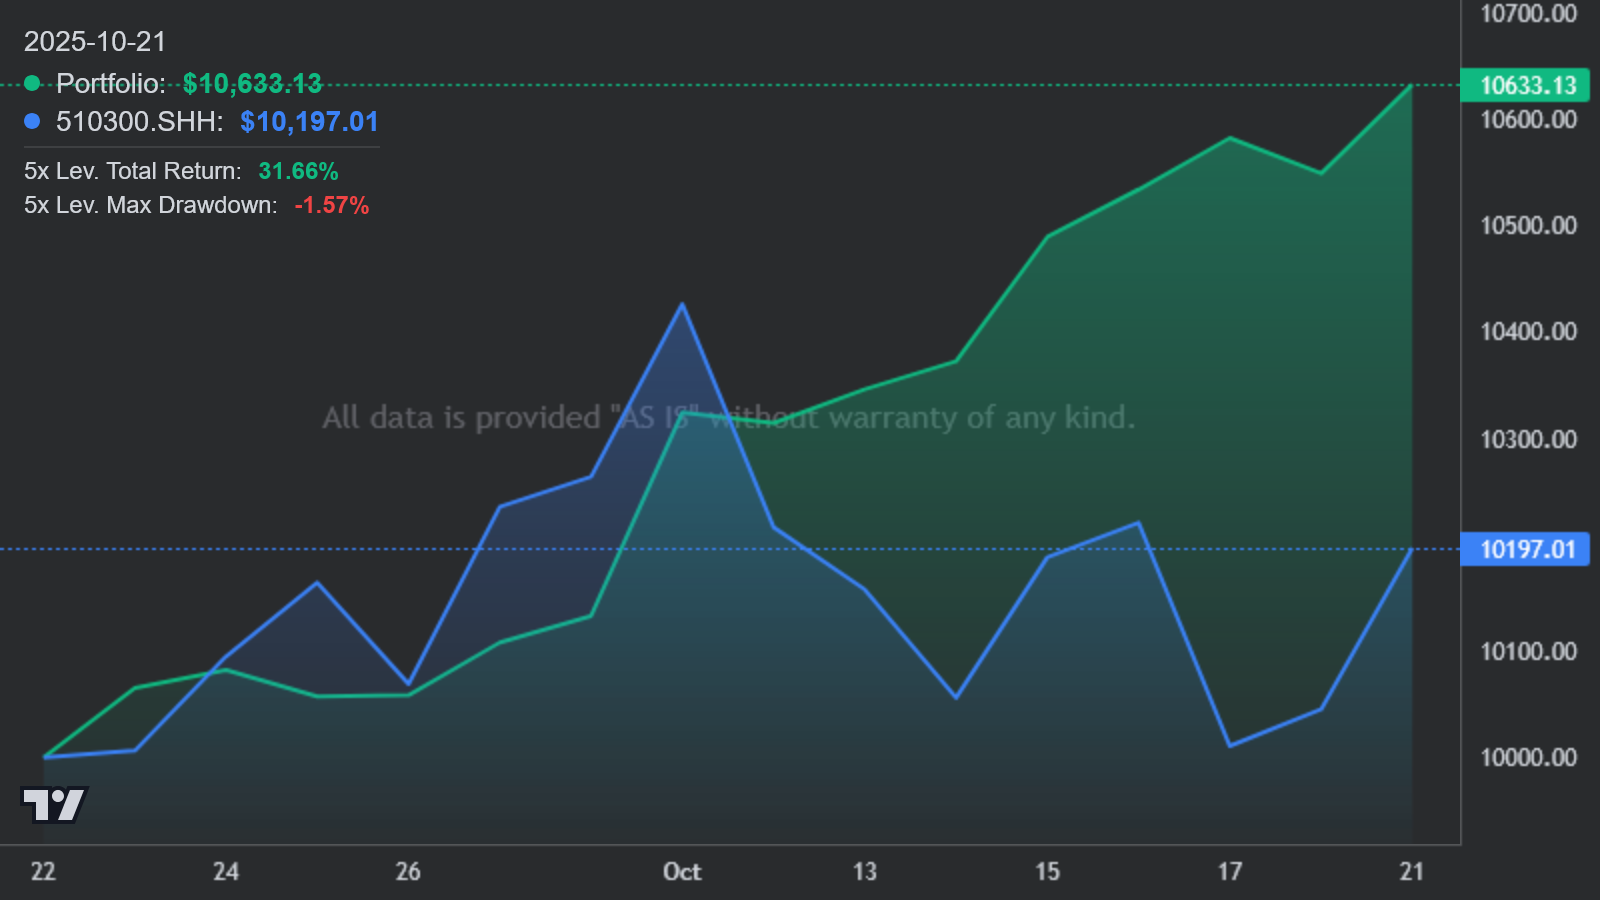 2025-10-21
Portfolio: $10,633.13
510300.SHH: $10,197.01
5x Lev. Total Return: 31.66%
5x Lev. Max Drawdown: -1.57%
All data is provided "AS IS" without warranty of any kind.
10700.00
10633.13
10600.00
10500.00
10400.00
10300.00
10197.01
10100.00
10000.00
22 24 26 Oct 13 15 17 21